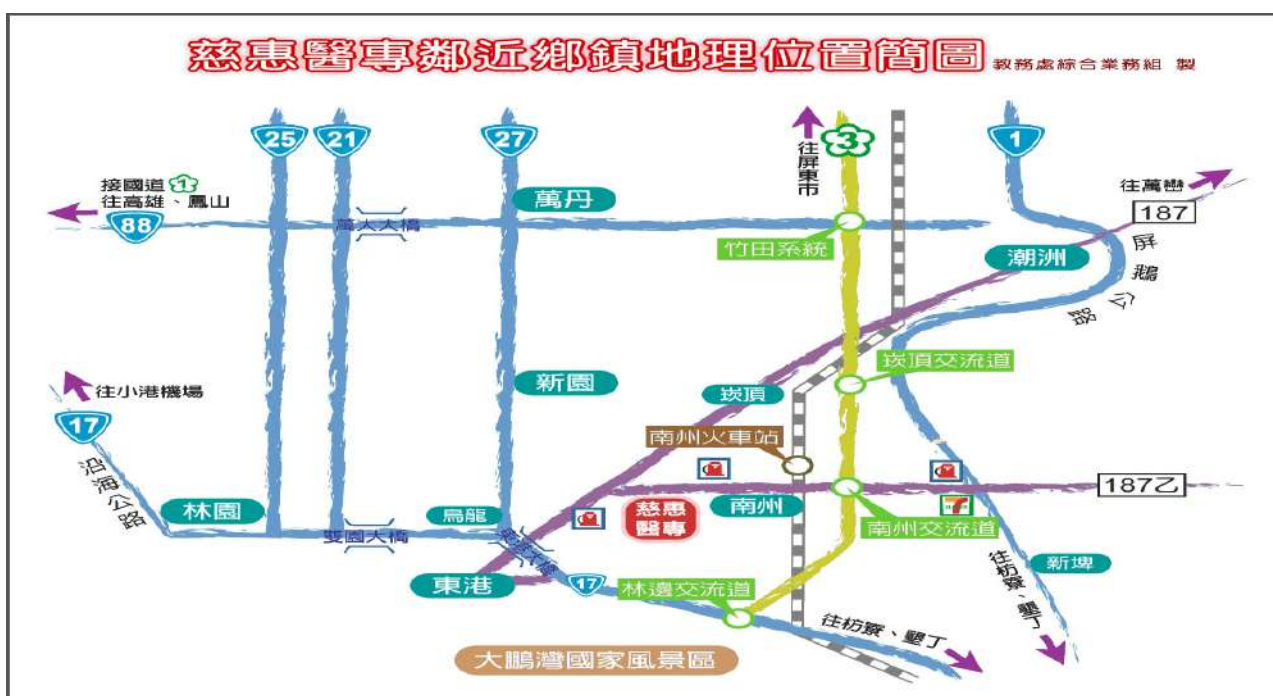 慈惠醫專鄰近鄉鎮地理位置簡圖 教務處綜合業務組 製
25
21
27
往屏東市
3
1
接國道 1
往高雄、鳳山
88
萬大大橋
萬丹
竹田系統
往萬巒
187
潮洲
屏鵝公路
往小港機場
17
沿海公路
新園
崁頂
崁頂交流道
南州火車站
187乙
慈惠
醫專
南州
7
南州交流道
林園
雙園大橋
烏龍
東港大橋
東港
17
林邊交流道
新埤
往枋寮、墾丁
往枋寮、墾丁
大鵬灣國家風景區